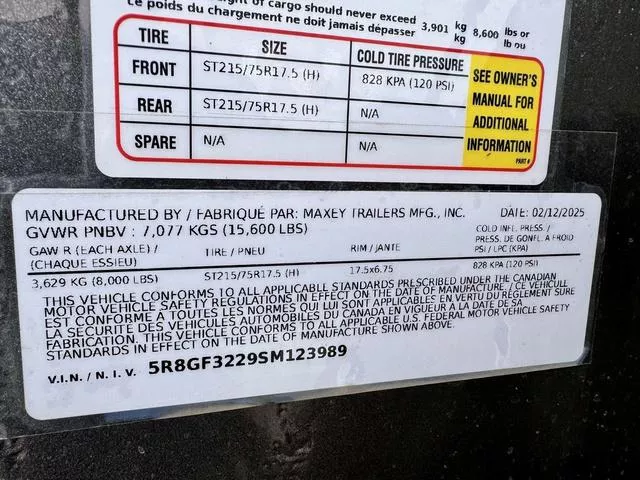 ht of cargo should never exceed 3,901 kg 8,600 lbs or
Le poids du chargement ne doit jamais dépasser kg lb ou
TIRE SIZE COLD TIRE PRESSURE
FRONT ST215/75R17.5 (H) 828 KPA (120 PSI)
REAR ST215/75R17.5 (H) N/A
SPARE N/A N/A
SEE OWNER'S
MANUAL FOR
ADDITIONAL
INFORMATION
PART #
MANUFACTURED BY / FABRIQUÉ PAR: MAXEY TRAILERS MFG., INC. DATE: 02/12/2025
GVWR PNBV : 7,077 KGS (15,600 LBS)
GAW R (EACH AXLE) /
(CHAQUE ESSIEU)
TIRE / PNEU
RIM / JANTE
COLD INFL. PRESS. /
PRESS. DE GONFL. A FROID
PSI / LPC (KPA)
3,629 KG (8,000 LBS) ST215/75R17.5 (H) 17.5x6.75 828 KPA (120 PSI)
THIS VEHICLE CONFORMS TO ALL APPLICABLE STANDARDS PRESCRIBED UNDER THE CANADIAN
MOTOR VEHICLE SAFETY REGULATIONS IN EFFECT ON THE DATE OF MANUFACTURE. / CE VÉHICULE
EST CONFORME A TOUTES LES NORMES QUI LUI SONT APPLICABLES EN VERTU DU RÈGLEMENT SUR
LA SECURITE DES VEHICULES AUTOMOBILES DU CANADA EN VIGUEUR A LA DATE DE SA
FABRICATION. THIS VEHICLE CONFORMS TO ALL APPLICABLE U.S. FEDERAL MOTOR VEHICLE SAFETY
STANDARDS IN EFFECT ON THE DATE OF MANUFACTURE SHOWN ABOVE.
V.I.N. / N. I. V. 5R8GF3229SM123989